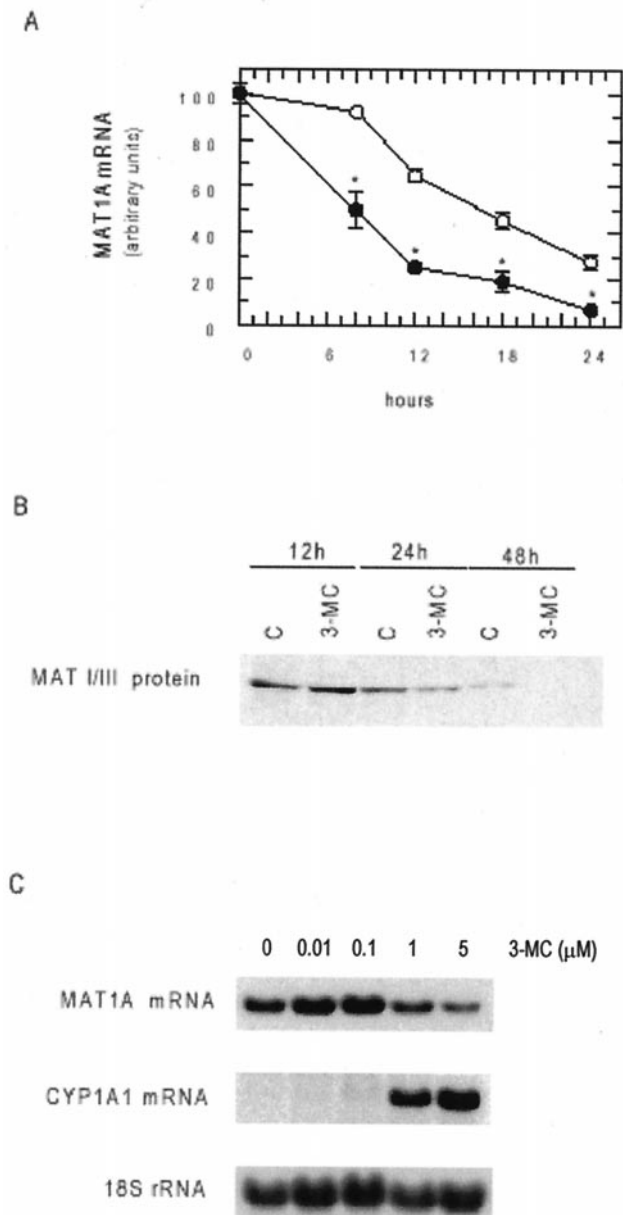 A
MAT1A mRNA
(arbitrary units)
100
80
60
40
20
0
* * * *
0 6 12 18 24
hours
B
12h 24h 48h
C 3-MC C 3-MC C 3-MC
MAT I/III protein
C
0 0.01 0.1 1 5 3-MC (µM)
MAT1A mRNA
CYP1A1 mRNA
18S rRNA